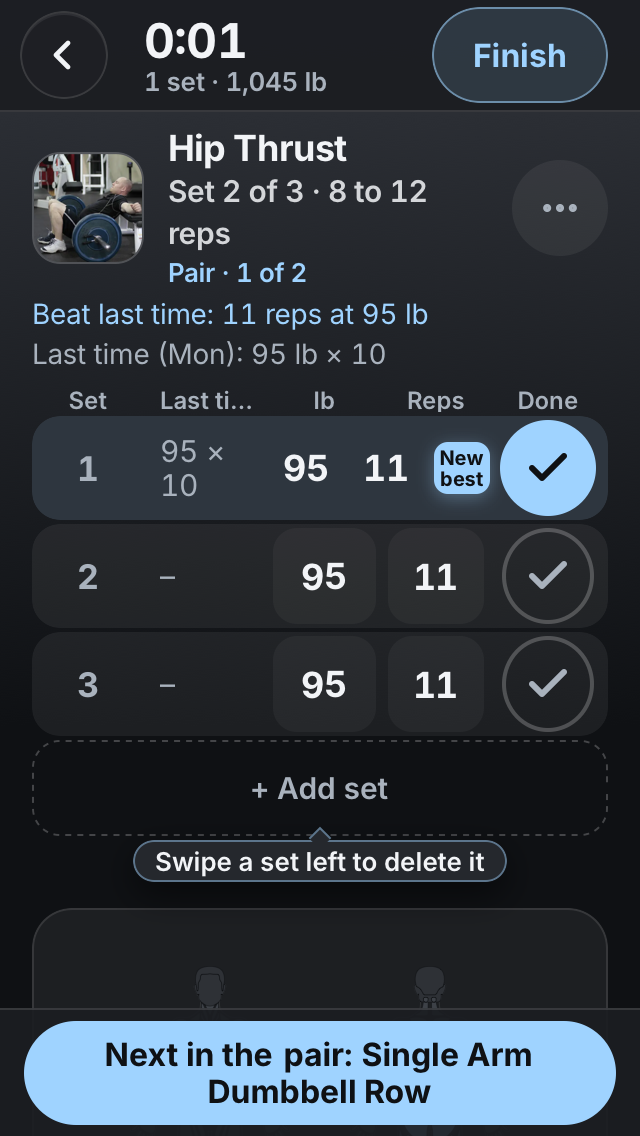 0:01
1 set · 1,045 lb
Finish
Hip Thrust
Set 2 of 3 · 8 to 12
reps
Pair · 1 of 2
Beat last time: 11 reps at 95 lb
Last time (Mon): 95 lb × 10
Set Last ti... lb Reps Done
1 95 × 10 95 11 New best
2 – 95 11
3 – 95 11
+ Add set
Swipe a set left to delete it
Next in the pair: Single Arm
Dumbbell Row